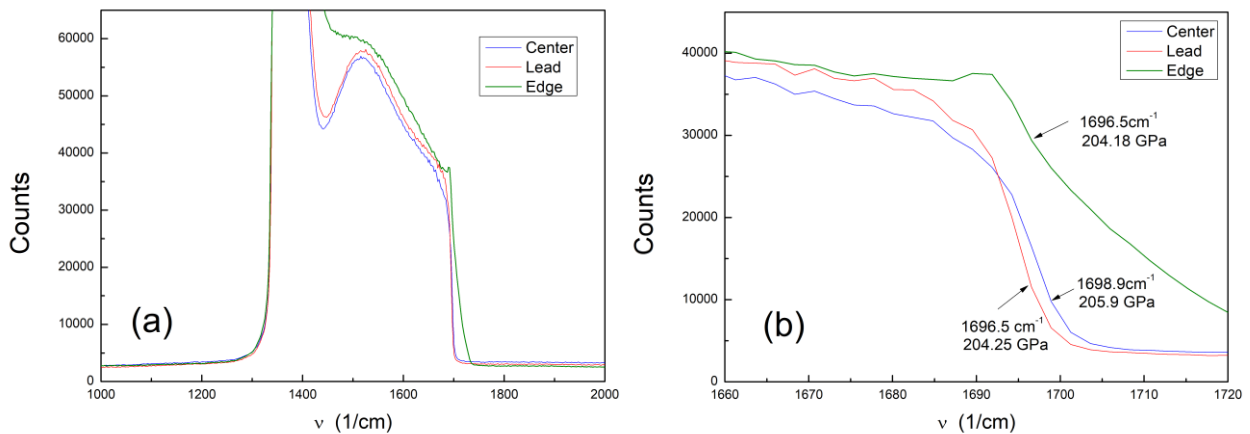 60000
50000
40000
30000
20000
10000
0
Counts
Center
Lead
Edge
(a)
1000
1200
1400
1600
1800
2000
ν (1/cm)
40000
30000
20000
10000
0
Counts
Center
Lead
Edge
1696.5cm⁻¹
204.18 GPa
1698.9cm⁻¹
205.9 GPa
1696.5 cm⁻¹
204.25 GPa
(b)
1660
1670
1680
1690
1700
1710
1720
ν (1/cm)